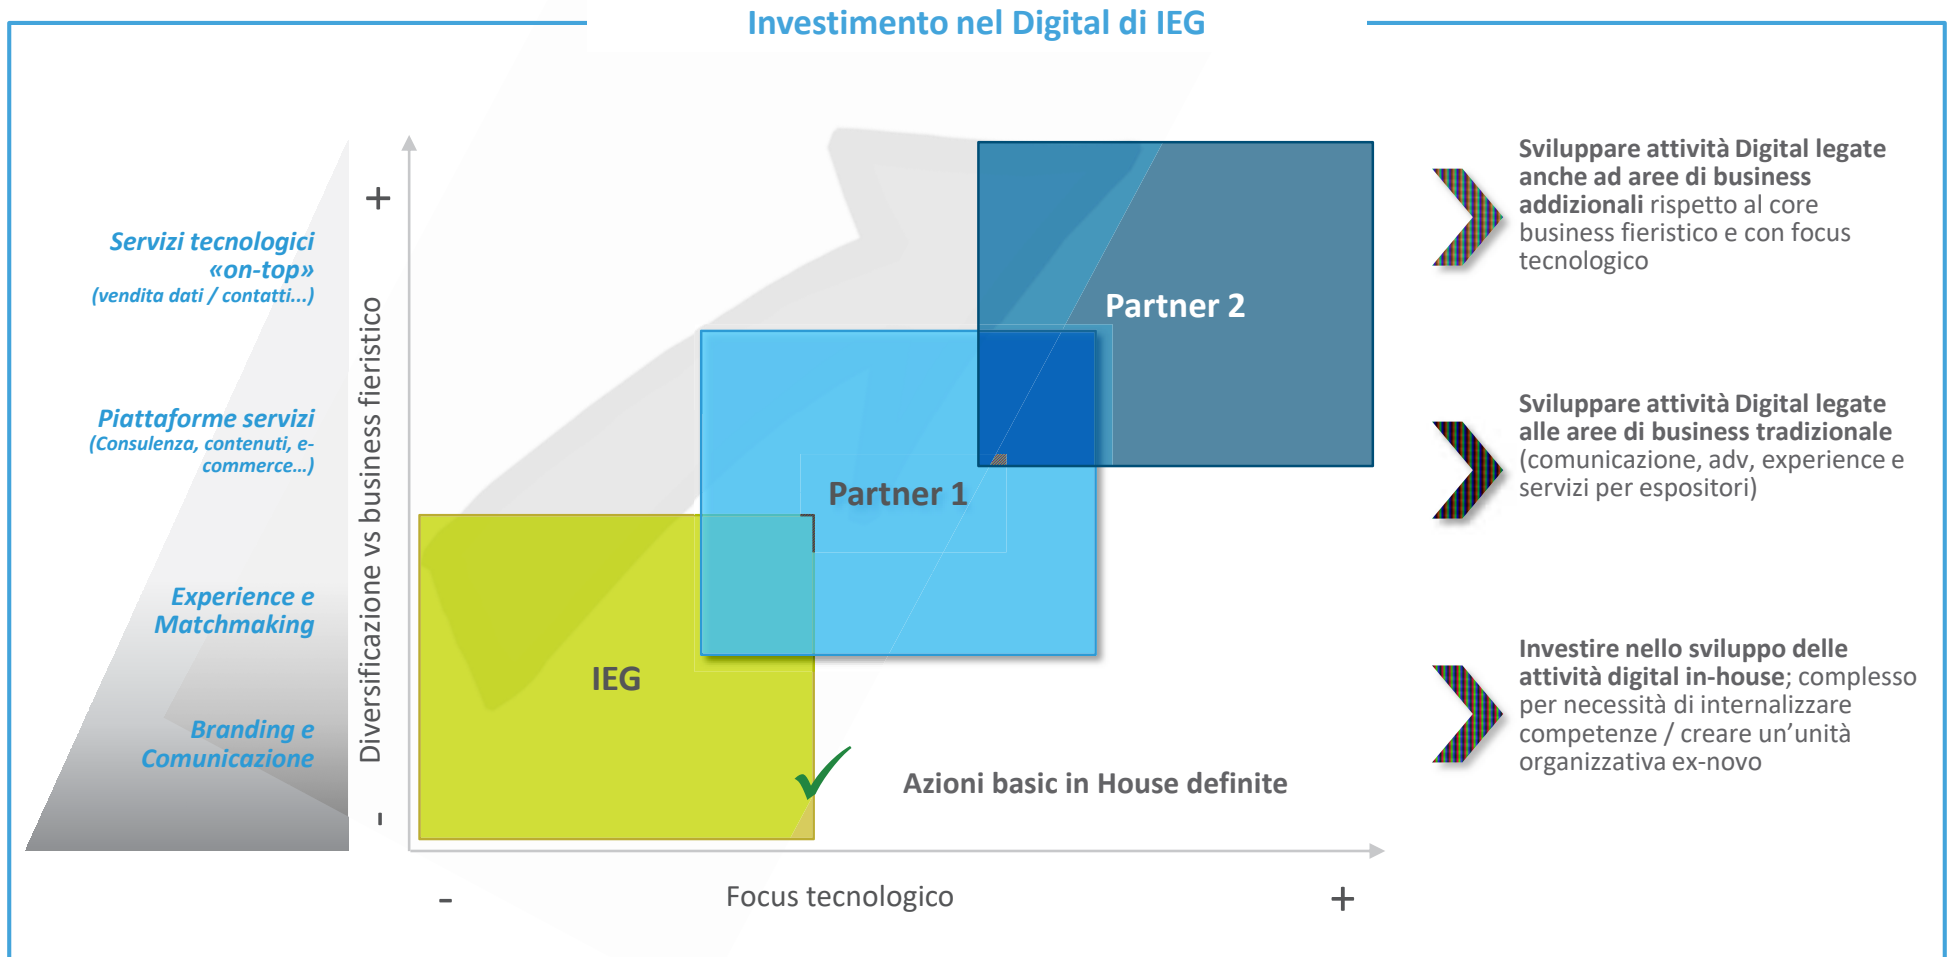 Investimento nel Digital di IEG
Servizi tecnologici
«on-top»
(vendita dati / contatti...)
Piattaforme servizi
(Consulenza, contenuti, e-
commerce...)
Experience e
Matchmaking
Branding e
Comunicazione
+
Diversificazione vs business fieristico
-
Partner 2
Partner 1
IEG
Azioni basic in House definite
-
Focus tecnologico
+
Sviluppare attività Digital legate
anche ad aree di business
addizionali rispetto al core
business fieristico e con focus
tecnologico
Sviluppare attività Digital legate
alle aree di business tradizionale
(comunicazione, adv, experience e
servizi per espositori)
Investire nello sviluppo delle
attività digital in-house; complesso
per necessità di internalizzare
competenze / creare un’unità
organizzativa ex-novo